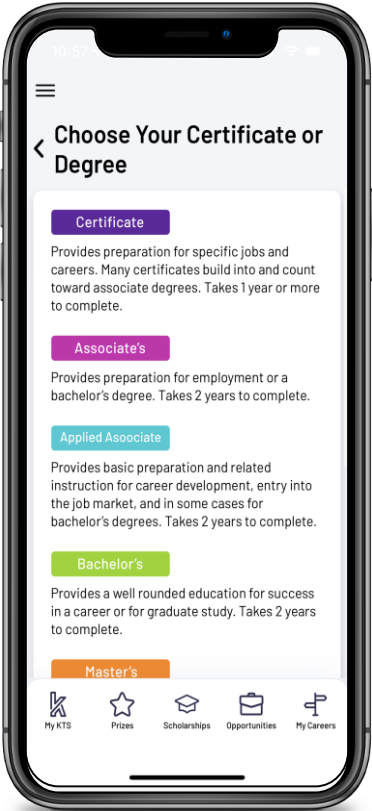 10:57
Choose Your Certificate or
Degree
Certificate
Provides preparation for specific jobs and
careers. Many certificates build into and count
toward associate degrees. Takes 1 year or more
to complete.
Associate's
Provides preparation for employment or a
bachelor's degree. Takes 2 years to complete.
Applied Asoociate
Provides basic preparation and related
instruction for career development, entry into
the job market, and in some cases for
bachelor's degrees. Takes 2 years to complete.
Bachelor's
Provides a well rounded education for success
in a career or for graduate study. Takes 2 years
to complete.
Master's
My KTS Prizes Scholarships Opportunities My Careers